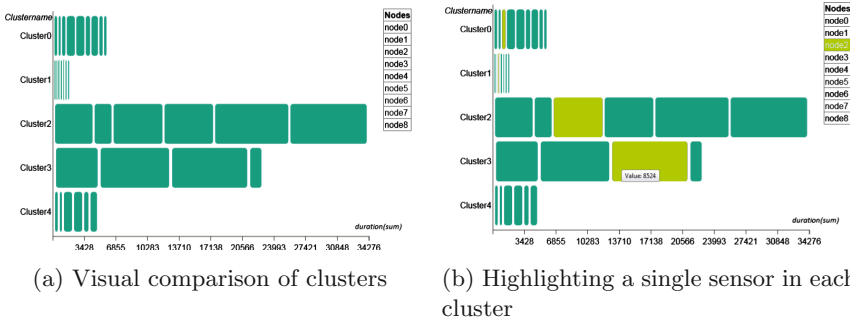 Clustername
Cluster0
Cluster1
Cluster2
Cluster3
Cluster4
duration(sum)
3428 6855 10283 13710 17138 20566 23993 27421 30848 34276
Nodes
node0
node1
node2
node3
node4
node5
node6
node7
node8
(a) Visual comparison of clusters
Clustername
Cluster0
Cluster1
Cluster2
Cluster3
Cluster4
Value: 8524
duration(sum)
3428 6855 10283 13710 17138 20566 23993 27421 30848 34276
Nodes
node0
node1
node2
node3
node4
node5
node6
node7
node8
(b) Highlighting a single sensor in each
cluster